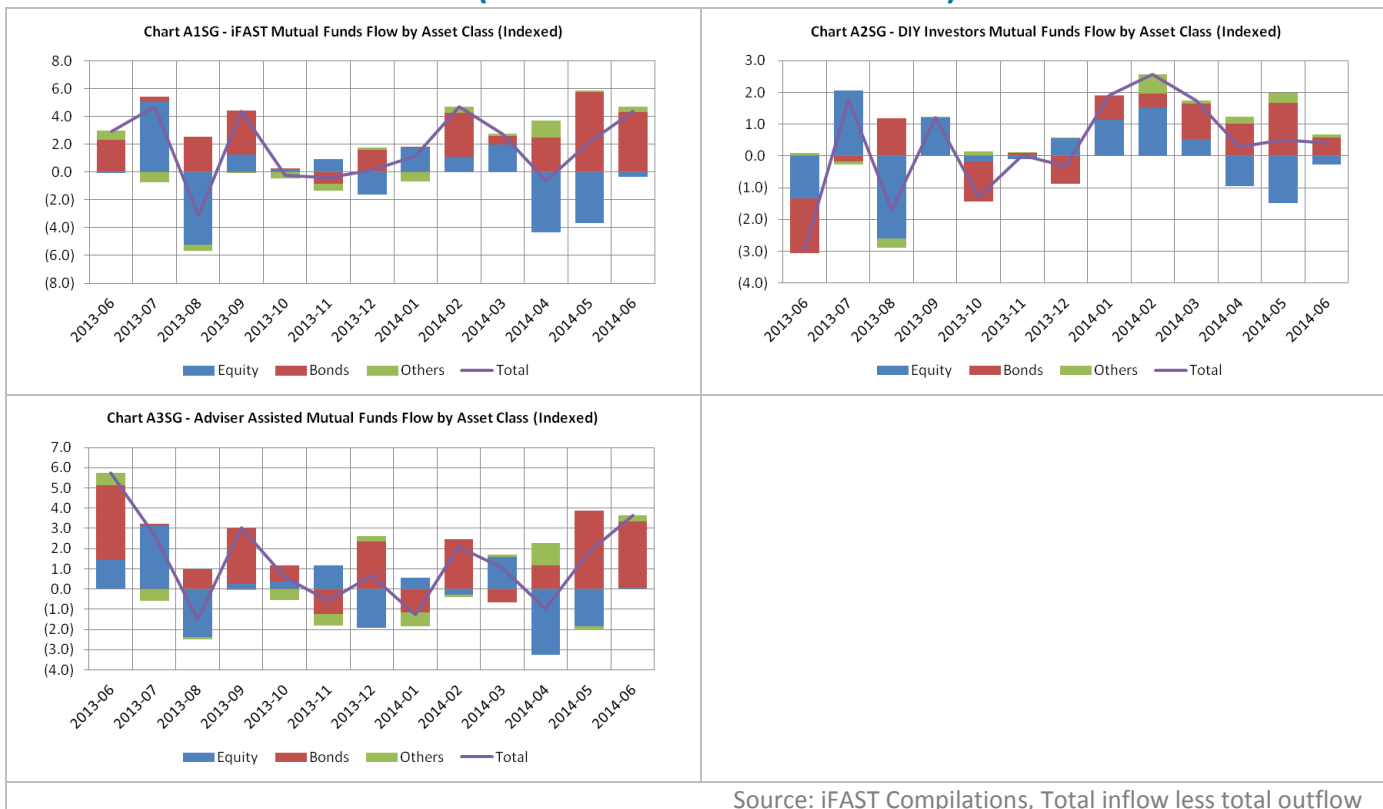 Chart A1SG - iFAST Mutual Funds Flow by Asset Class (Indexed)
8.0
6.0
4.0
2.0
0.0
(2.0)
(4.0)
(6.0)
(8.0)
2013-06 2013-07 2013-08 2013-09 2013-10 2013-11 2013-12 2014-01 2014-02 2014-03 2014-04 2014-05 2014-06
Equity Bonds Others Total
Chart A2SG - DIY Investors Mutual Funds Flow by Asset Class (Indexed)
3.0
2.0
1.0
0.0
(1.0)
(2.0)
(3.0)
(4.0)
2013-06 2013-07 2013-08 2013-09 2013-10 2013-11 2013-12 2014-01 2014-02 2014-03 2014-04 2014-05 2014-06
Equity Bonds Others Total
Chart A3SG - Adviser Assisted Mutual Funds Flow by Asset Class (Indexed)
7.0
6.0
5.0
4.0
3.0
2.0
1.0
0.0
(1.0)
(2.0)
(3.0)
(4.0)
2013-06 2013-07 2013-08 2013-09 2013-10 2013-11 2013-12 2014-01 2014-02 2014-03 2014-04 2014-05 2014-06
Equity Bonds Others Total
Source: iFAST Compilations, Total inflow less total outflow